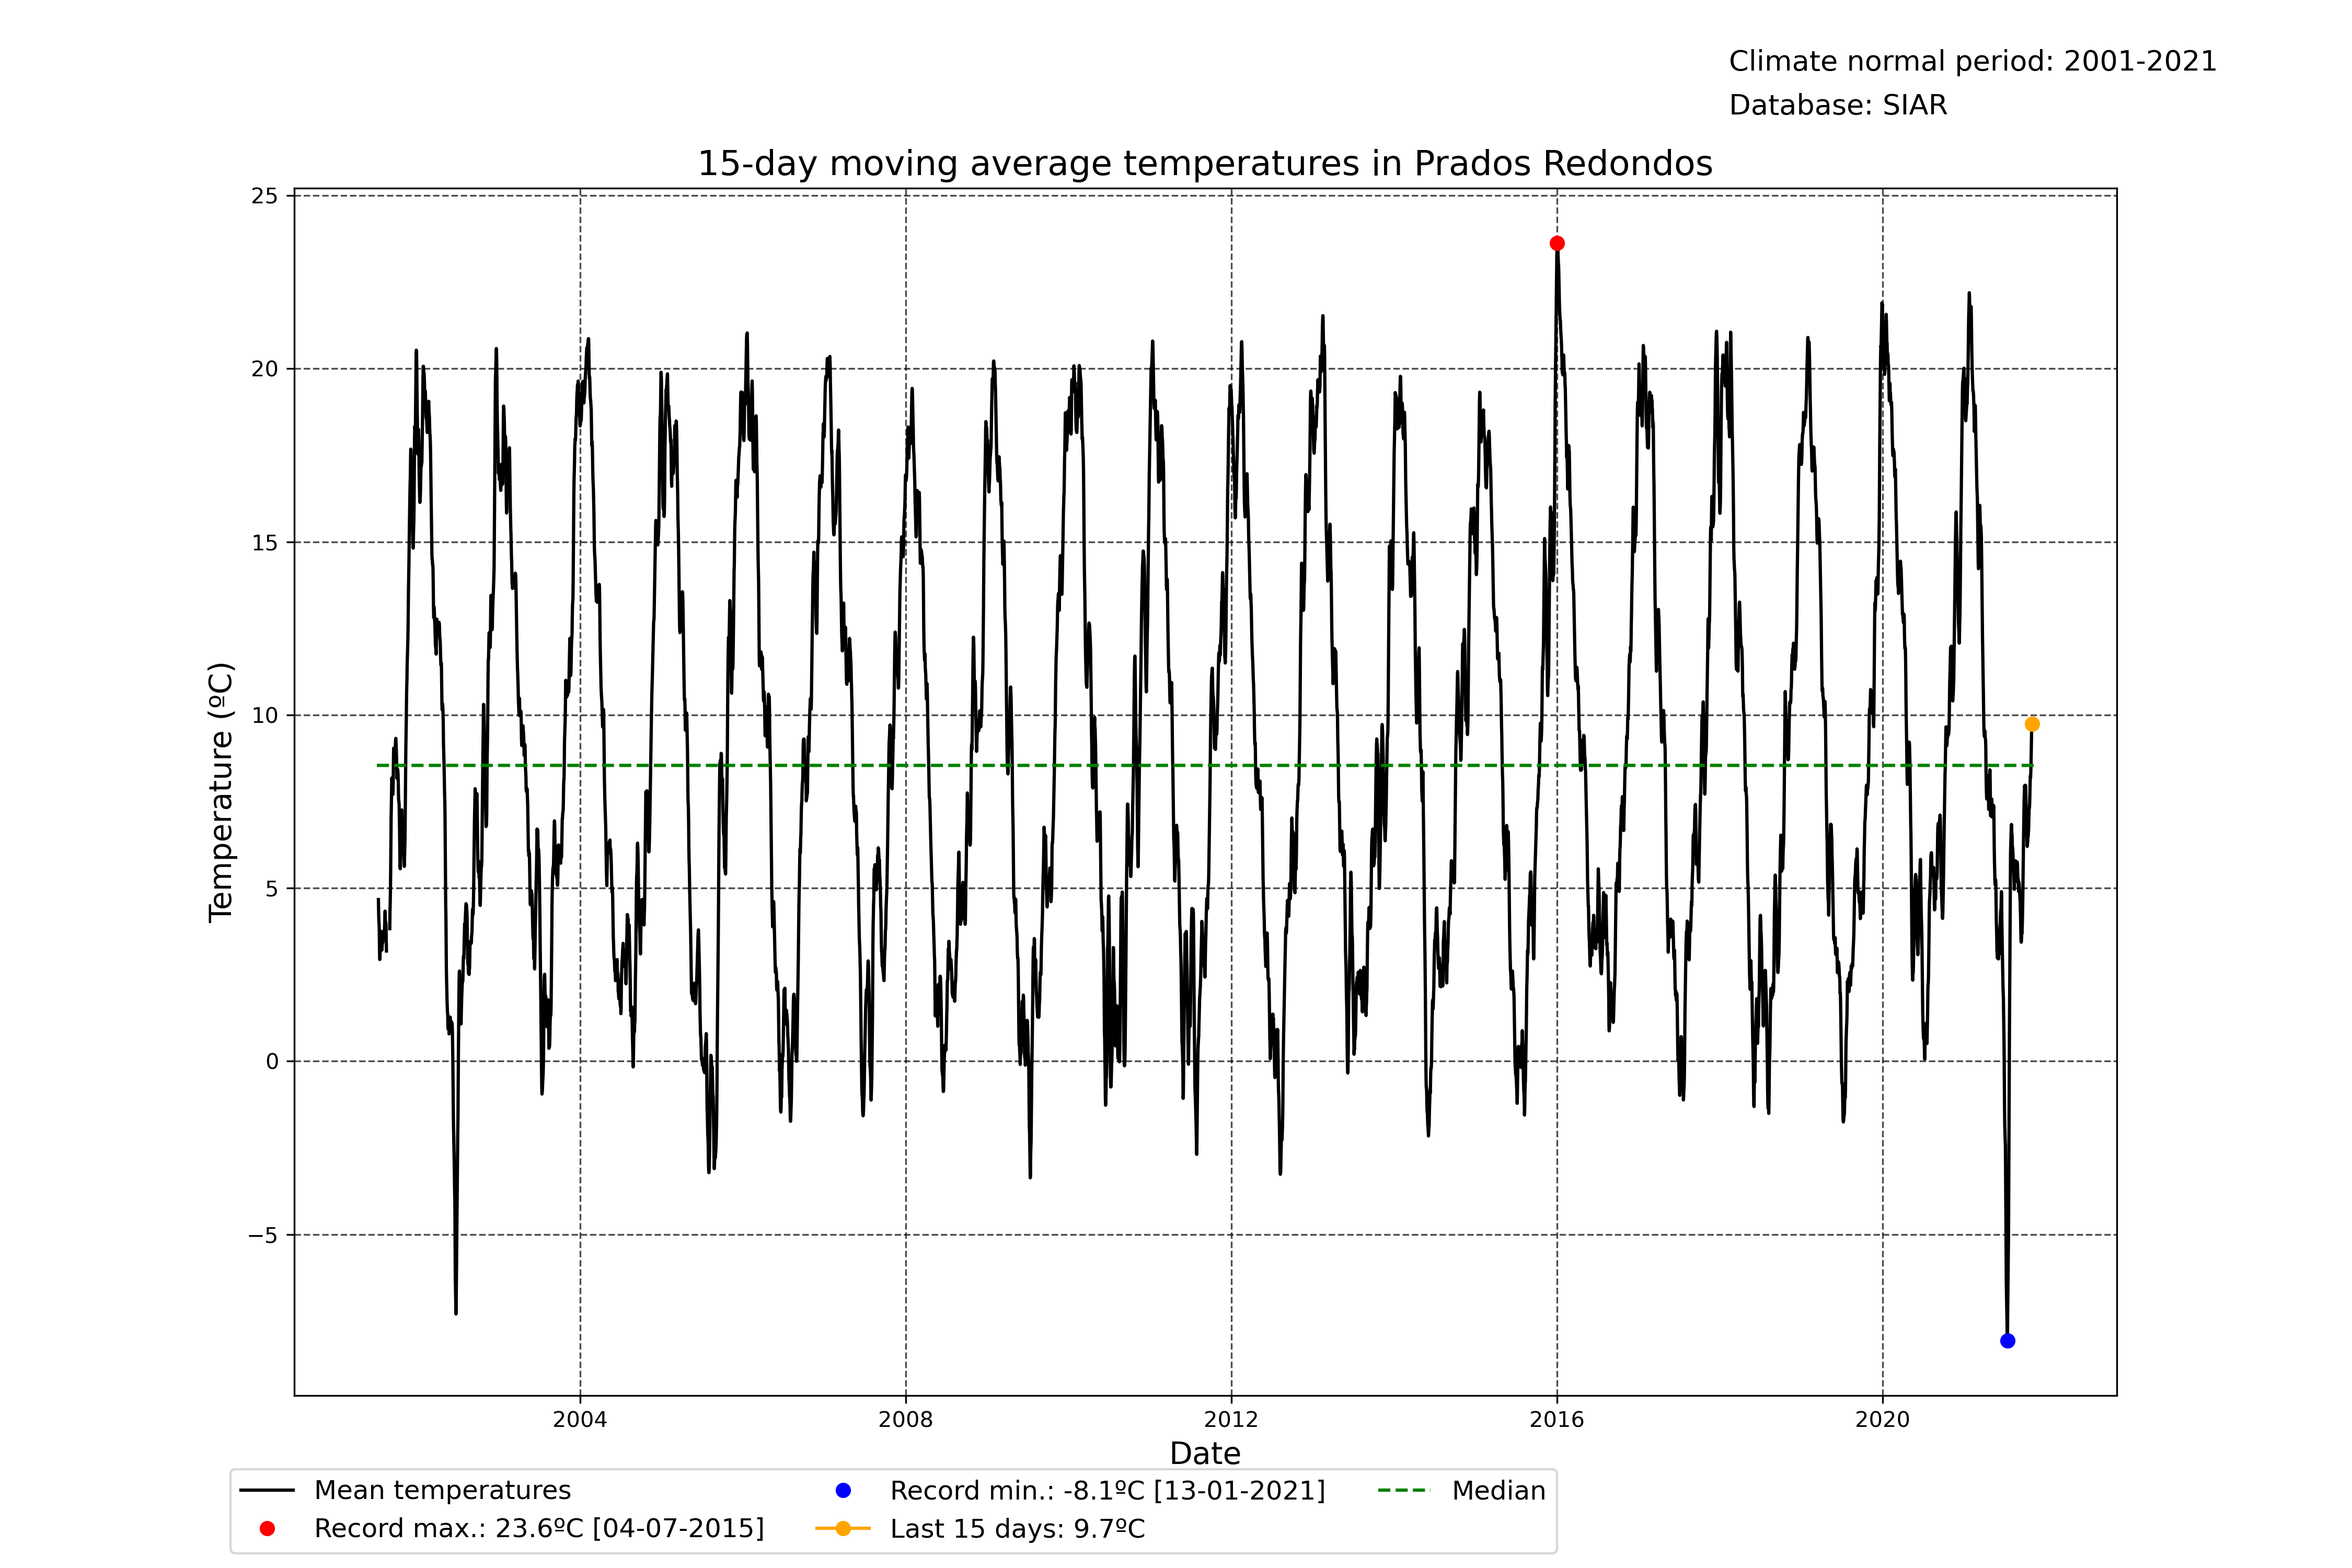 Climate normal period: 2001-2021
Database: SIAR
15-day moving average temperatures in Prados Redondos
25
20
15
10
5
0
−5
Temperature (ºC)
2004 2008 2012 2016 2020
Date
Mean temperatures
Record max.: 23.6ºC [04-07-2015]
Record min.: -8.1ºC [13-01-2021]
Last 15 days: 9.7ºC
Median